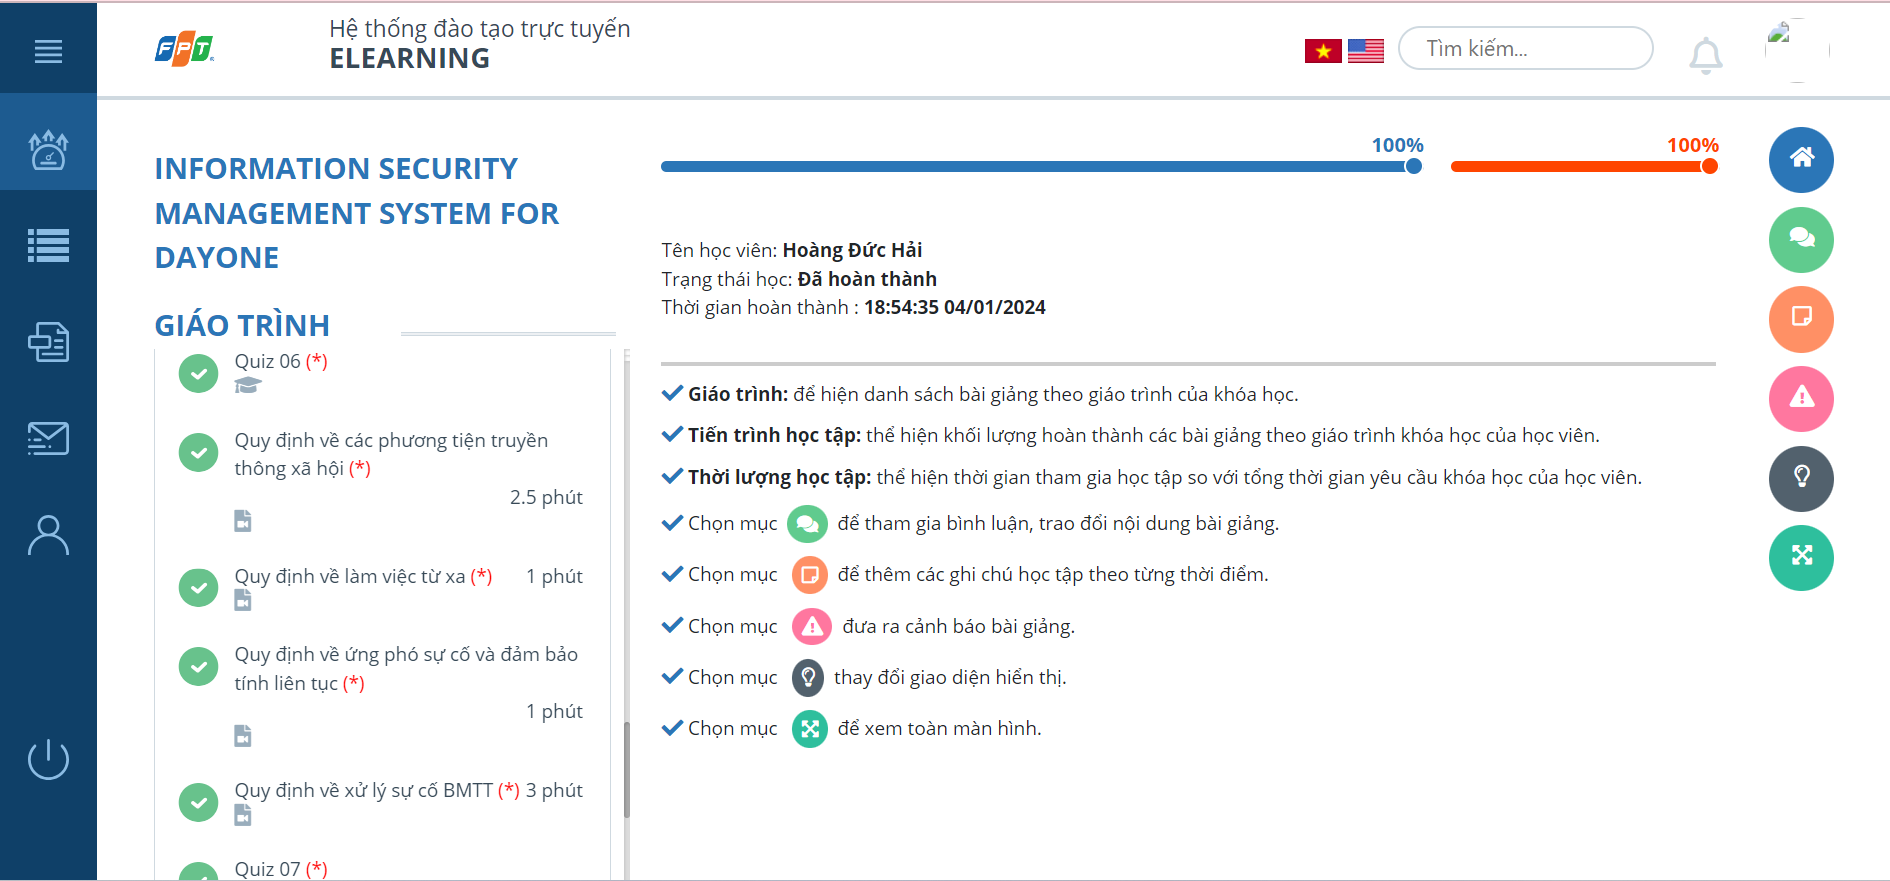 FPT
Hệ thống đào tạo trực tuyến
ELEARNING
Tìm kiếm...
INFORMATION SECURITY
MANAGEMENT SYSTEM FOR
DAYONE
GIÁO TRÌNH
Quiz 06 (*)
Quy định về các phương tiện truyền
thông xã hội (*)
2.5 phút
Quy định về làm việc từ xa (*) 1 phút
Quy định về ứng phó sự cố và đảm bảo
tính liên tục (*)
1 phút
Quy định về xử lý sự cố BMTT (*) 3 phút
Quiz 07 (*)
100%
100%
Tên học viên: Hoàng Đức Hải
Trạng thái học: Đã hoàn thành
Thời gian hoàn thành : 18:54:35 04/01/2024
Giáo trình: để hiện danh sách bài giảng theo giáo trình của khóa học.
Tiến trình học tập: thể hiện khối lượng hoàn thành các bài giảng theo giáo trình khóa học của học viên.
Thời lượng học tập: thể hiện thời gian tham gia học tập so với tổng thời gian yêu cầu khóa học của học viên.
Chọn mục để tham gia bình luận, trao đổi nội dung bài giảng.
Chọn mục để thêm các ghi chú học tập theo từng thời điểm.
Chọn mục đưa ra cảnh báo bài giảng.
Chọn mục thay đổi giao diện hiển thị.
Chọn mục để xem toàn màn hình.